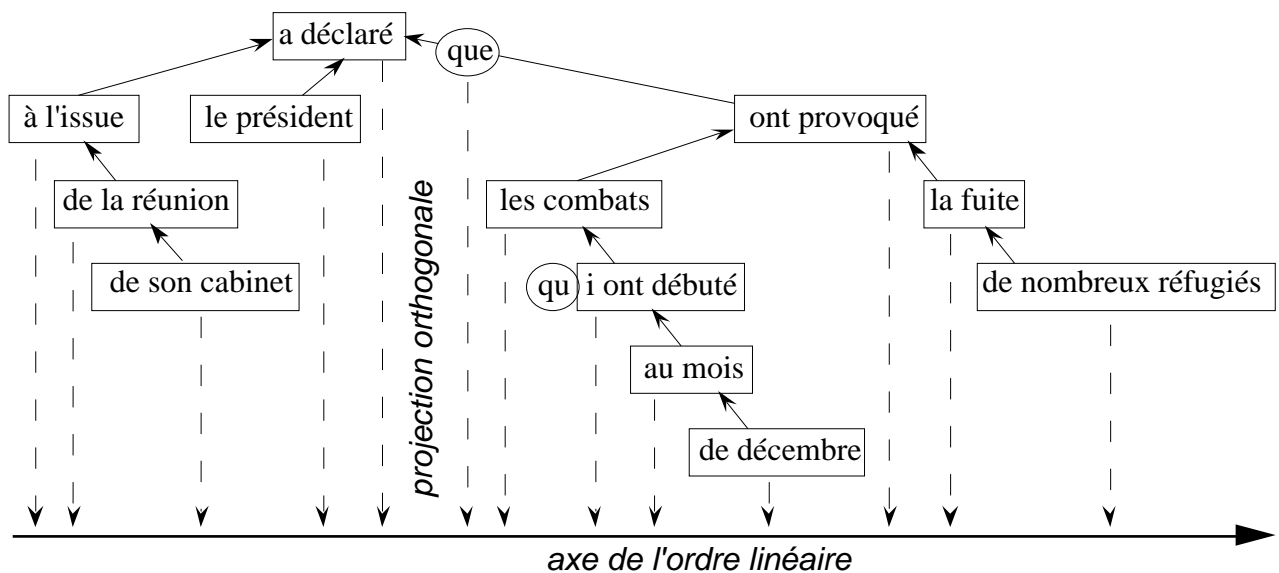 a déclaré
que
à l'issue
le président
ont provoqué
de la réunion
les combats
la fuite
de son cabinet
qu
i ont débuté
de nombreux réfugiés
au mois
de décembre
projection orthogonale
axe de l'ordre linéaire